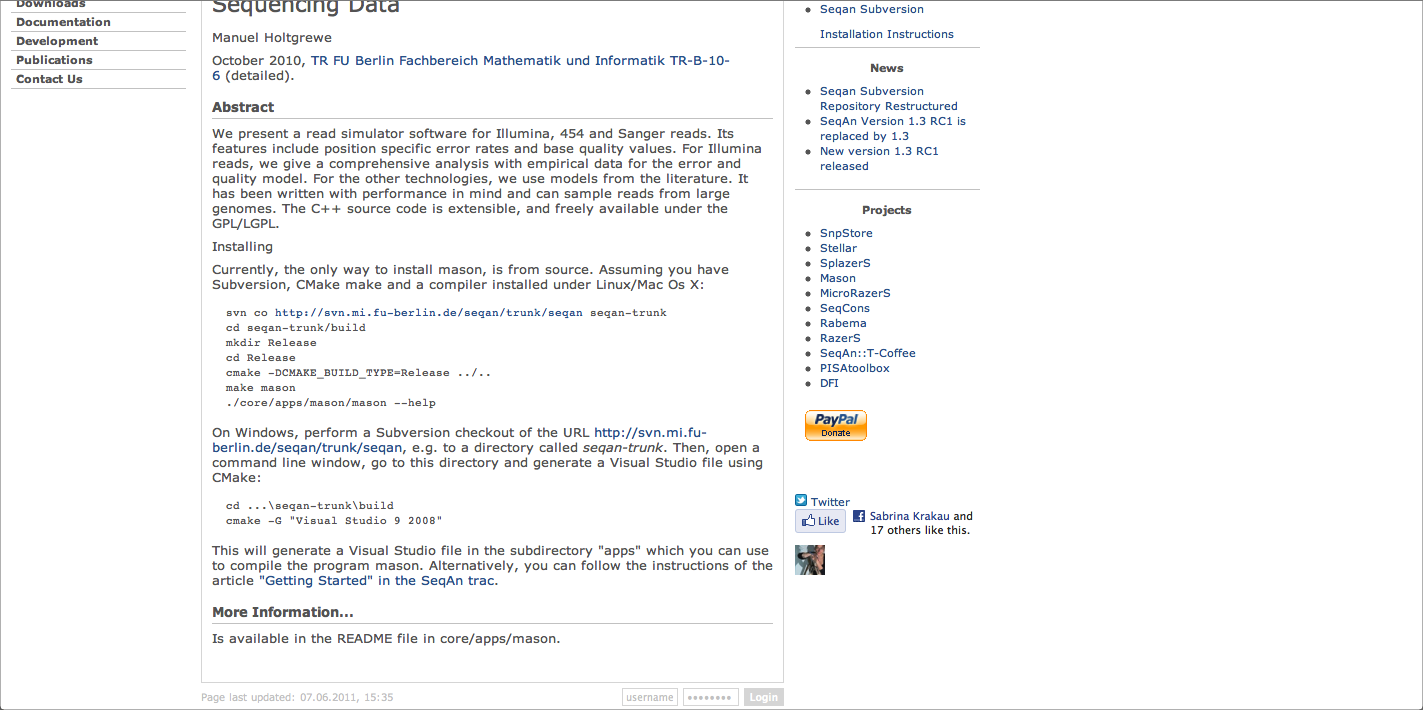 Downloads
Documentation
Development
Publications
Contact Us
Sequencing Data
Manuel Holtgrewe
October 2010, TR FU Berlin Fachbereich Mathematik und Informatik TR-B-10-
6 (detailed).
Abstract
We present a read simulator software for Illumina, 454 and Sanger reads. Its
features include position specific error rates and base quality values. For Illumina
reads, we give a comprehensive analysis with empirical data for the error and
quality model. For the other technologies, we use models from the literature. It
has been written with performance in mind and can sample reads from large
genomes. The C++ source code is extensible, and freely available under the
GPL/LGPL.
Installing
Currently, the only way to install mason, is from source. Assuming you have
Subversion, CMake make and a compiler installed under Linux/Mac Os X:
svn co http://svn.mi.fu-berlin.de/seqan/trunk/seqan seqan-trunk
cd seqan-trunk/build
mkdir Release
cd Release
cmake -DCMAKE_BUILD_TYPE=Release ../..
make mason
./core/apps/mason/mason --help
On Windows, perform a Subversion checkout of the URL http://svn.mi.fu-
berlin.de/seqan/trunk/seqan, e.g. to a directory called seqan-trunk. Then, open a
command line window, go to this directory and generate a Visual Studio file using
CMake:
cd ...\seqan-trunk\build
cmake -G "Visual Studio 9 2008"
This will generate a Visual Studio file in the subdirectory "apps" which you can use
to compile the program mason. Alternatively, you can follow the instructions of the
article "Getting Started" in the SeqAn trac.
More Information...
Is available in the README file in core/apps/mason.
Page last updated: 07.06.2011, 15:35
username
••••••••
Login
Seqan Subversion
Installation Instructions
News
Seqan Subversion
Repository Restructured
SeqAn Version 1.3 RC1 is
replaced by 1.3
New version 1.3 RC1
released
Projects
SnpStore
Stellar
SplazerS
Mason
MicroRazerS
SeqCons
Rabema
RazerS
SeqAn::T-Coffee
PISAtoolbox
DFI
PayPal
Donate
Twitter
Like
Sabrina Krakau and
17 others like this.